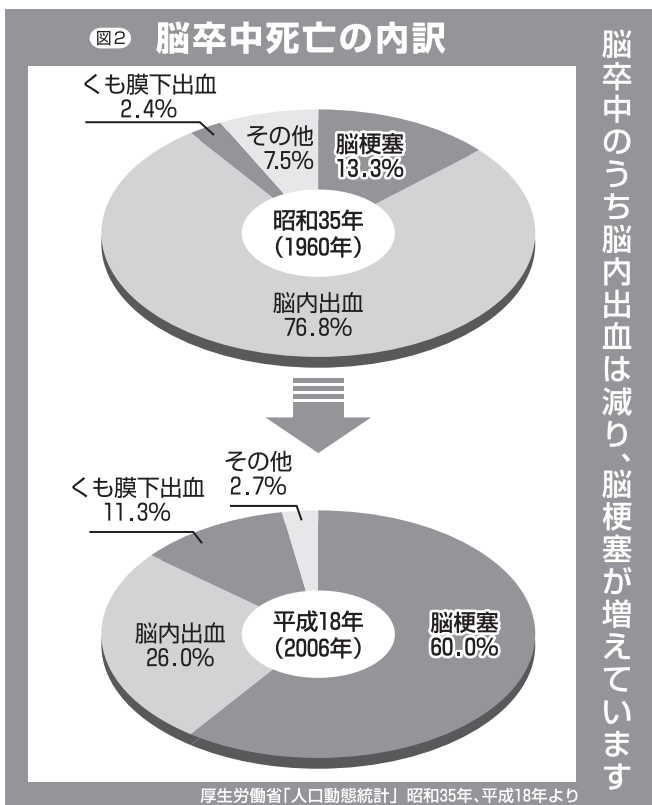 図2 脳卒中死亡の内訳
脳卒中のうち脳内出血は減り、脳梗塞が増えています
くも膜下出血
2.4%
その他
7.5%
脳梗塞
13.3%
昭和35年
（1960年）
脳内出血
76.8%
その他
2.7%
くも膜下出血
11.3%
脳内出血
26.0%
平成18年
（2006年）
脳梗塞
60.0%
厚生労働省「人口動態統計」 昭和35年、平成18年より